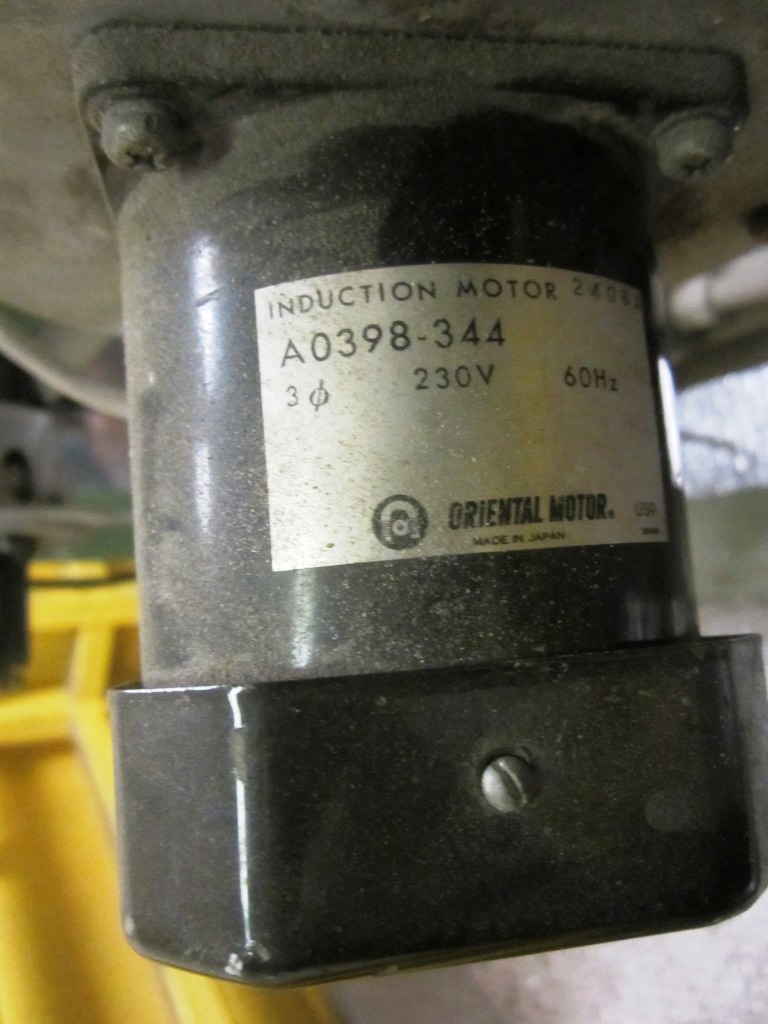 INDUCTION MOTOR
A0398-344
3φ 230V 60Hz
ORIENTAL MOTOR®
MADE IN JAPAN